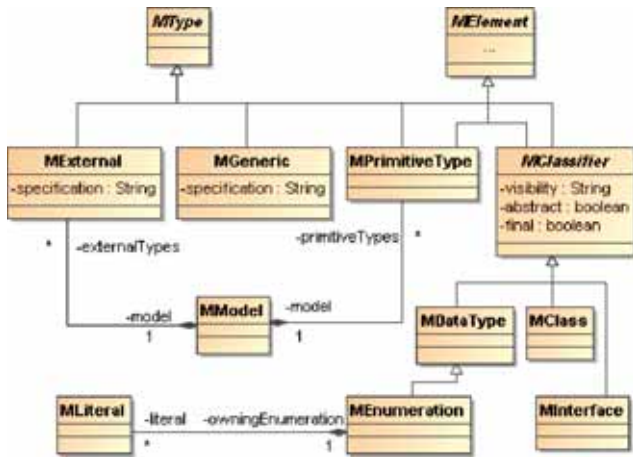 MType
MElement
...
MExternal
-specification : String
MGeneric
-specification : String
MPrimitiveType
MClassifier
-visibility : String
-abstract : boolean
-final : boolean
*
-externalTypes
-primitiveTypes
*
-model
1
MModel
-model
1
MDataType
MClass
MLiteral
-literal
*
-owningEnumeration
1
MEnumeration
MInterface